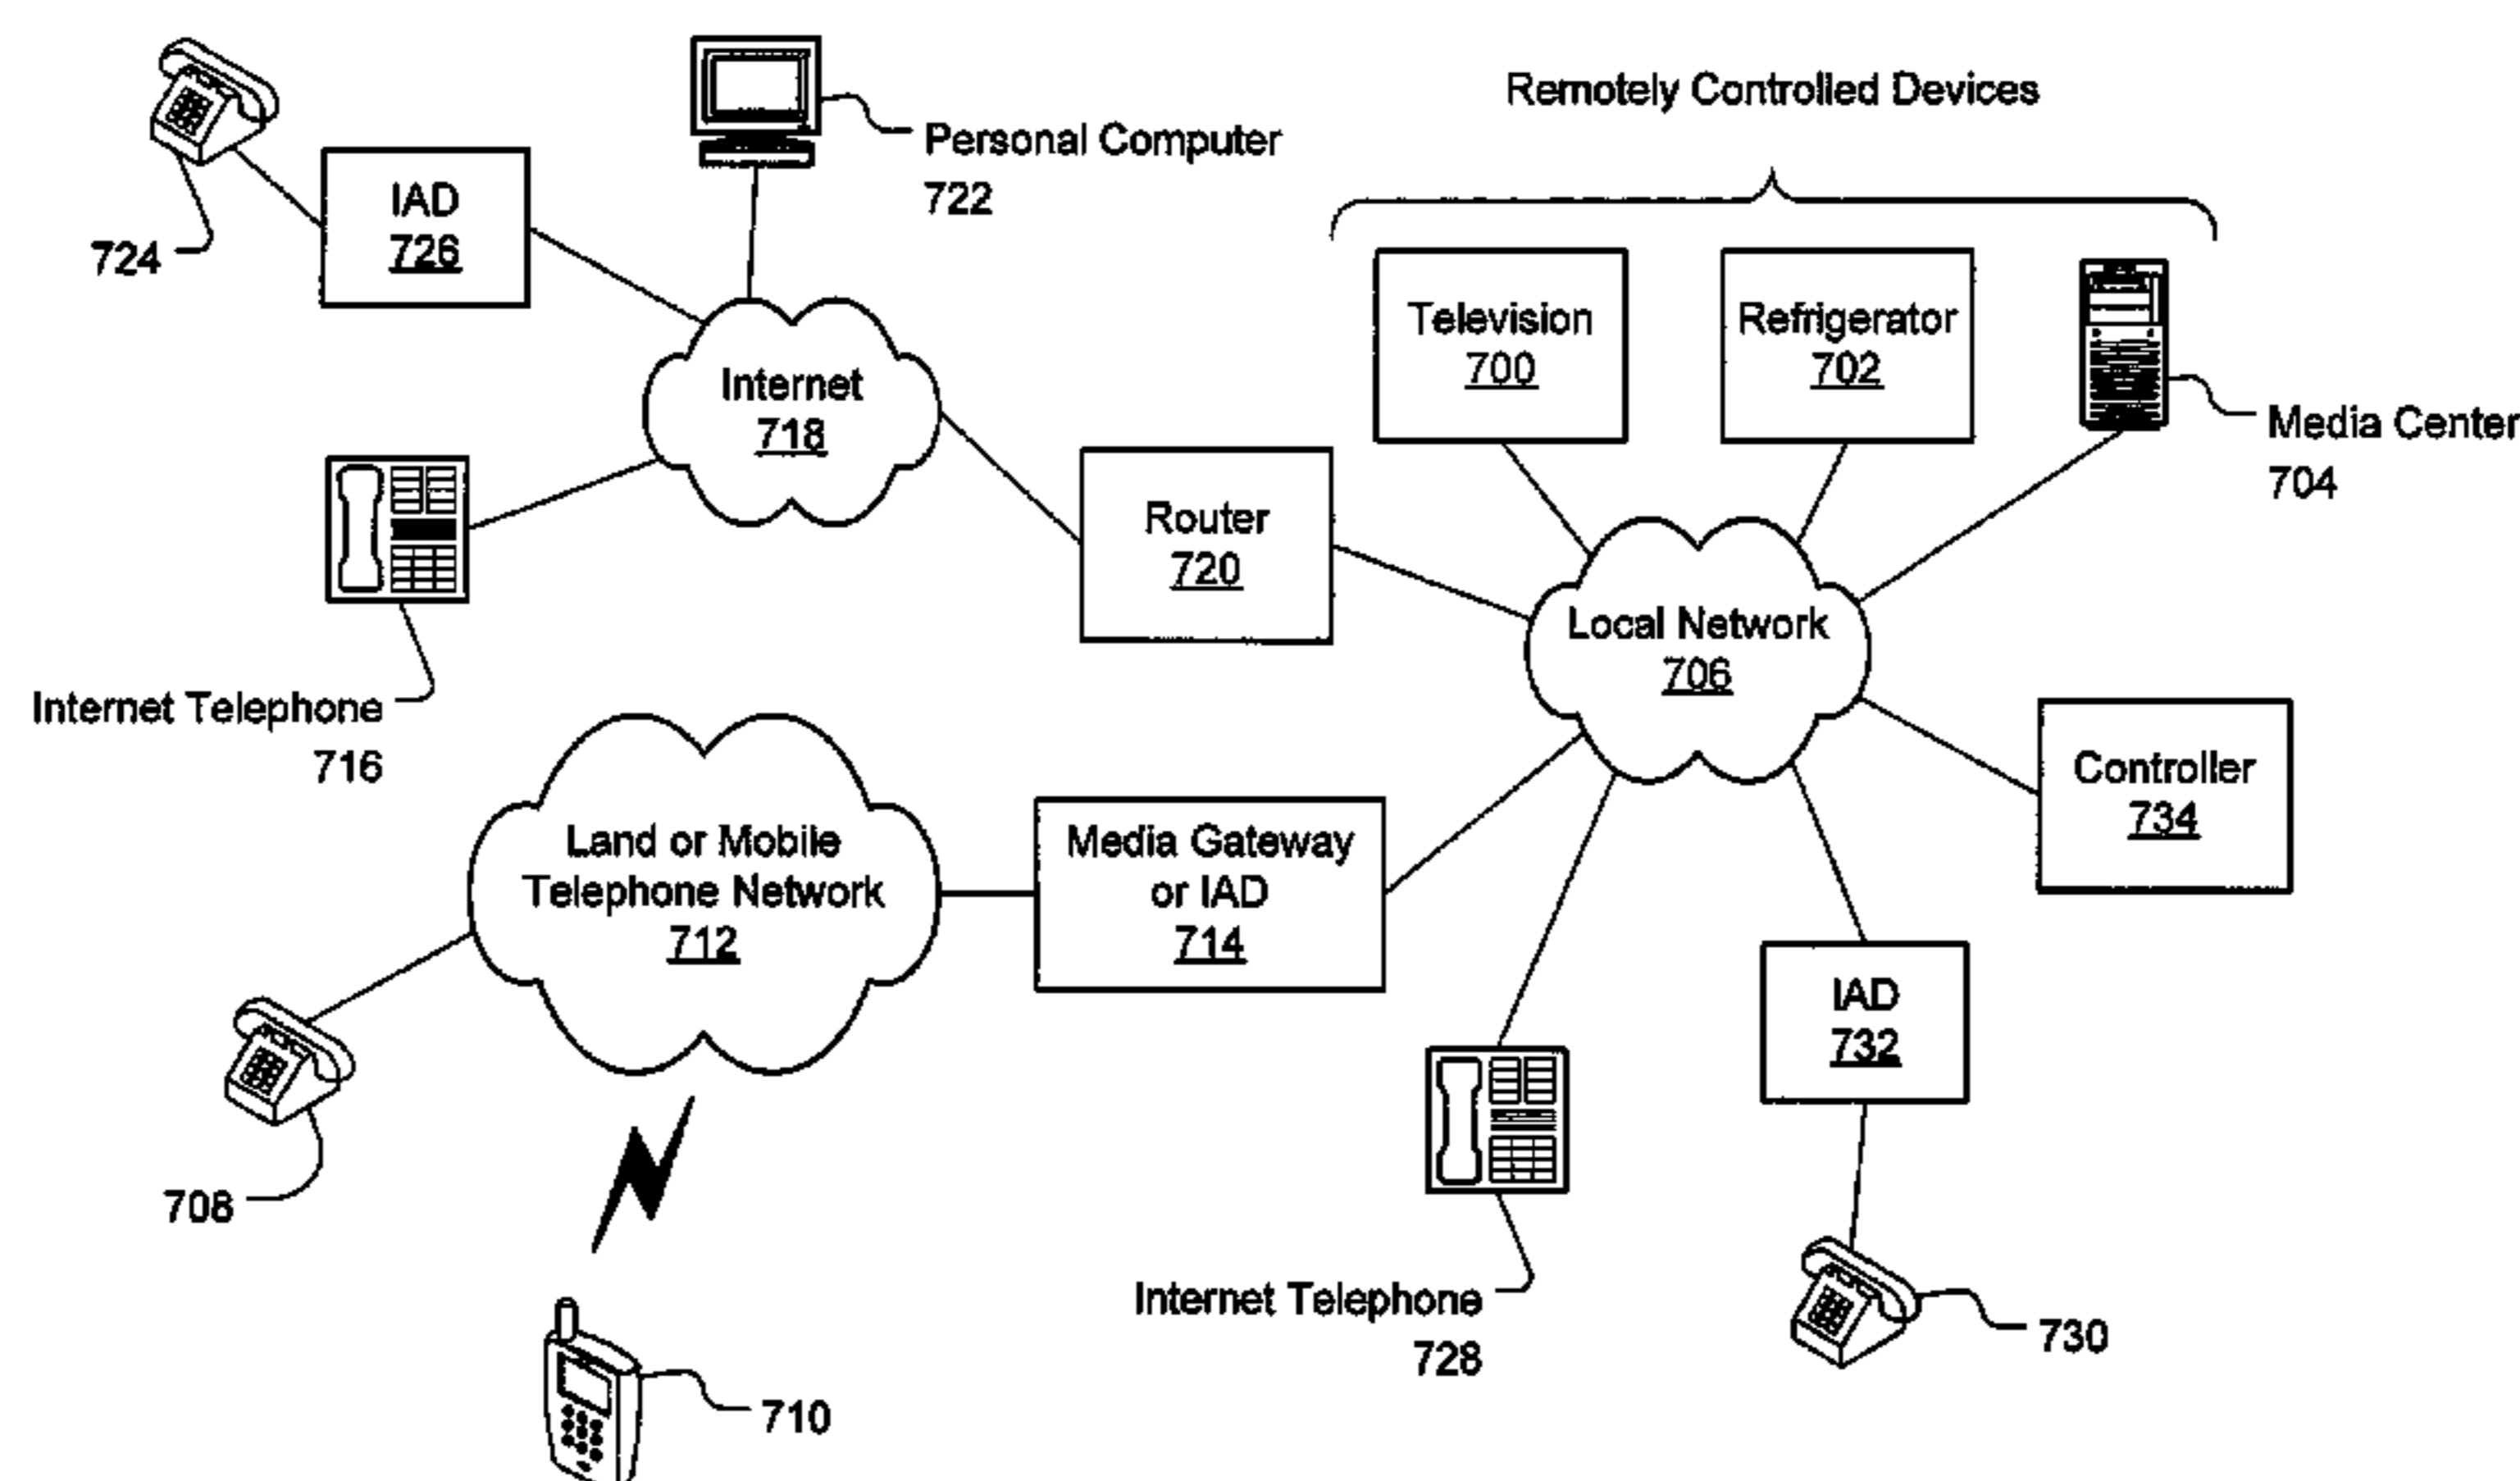 Remotely Controlled Devices
Personal Computer
722
IAD
726
724
Television
700
Refrigerator
702
Media Center
704
Internet
718
Router
720
Local Network
706
Internet Telephone
716
Controller
734
Land or Mobile
Telephone Network
712
Media Gateway
or IAD
714
IAD
732
708
Internet Telephone
728
730
710